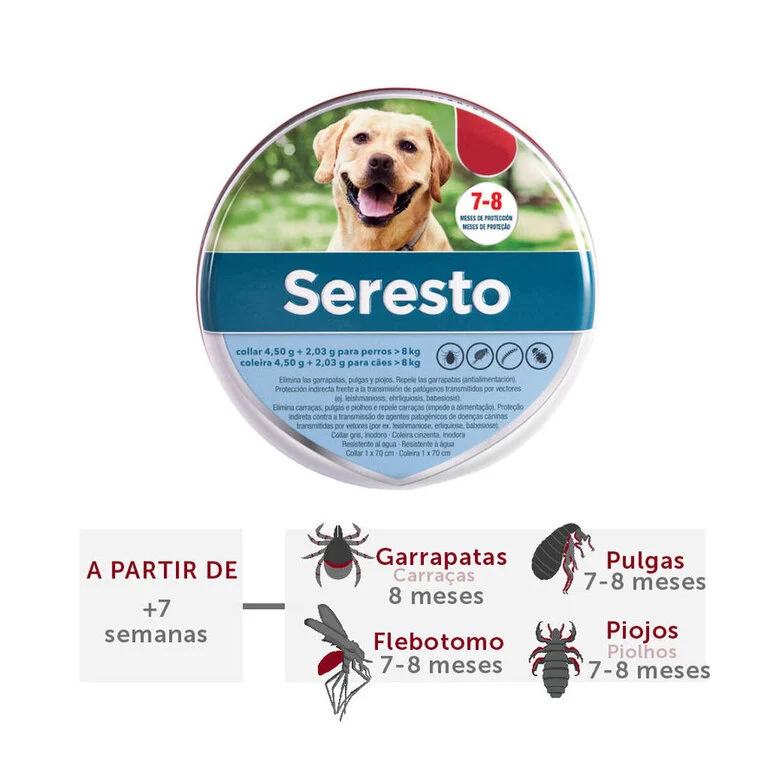 7-8
MESES DE PROTECCIÓN
MESES DE PROTEÇÃO
Seresto
collar 4,50 g + 2,03 g para perros > 8 kg
coleira 4,50 g + 2,03 g para cães > 8 kg
Elimina las garrapatas, pulgas y piojos. Repele las garrapatas (antialimentación).
Protección indirecta frente a la transmisión de patógenos transmitidos por vectores
(ej. leishmaniosis, ehrliquiosis, babesiosis).
Elimina carraças, pulgas e piolhos e repele carraças (impede a alimentação). Proteção
indireta contra a transmissão de agentes patogénicos de doenças caninas
transmitidas por vetores (por ex. leishmaniose, erliquiose, babesiose).
Collar gris, inodoro · Coleira cinzenta, inodora
Resistente al agua · Resistente à água
Collar 1 x 70 cm · Coleira 1 x 70 cm
A PARTIR DE
+7
semanas
Garrapatas
Carraças
8 meses
Pulgas
7-8 meses
Flebotomo
7-8 meses
Piojos
Piolhos
7-8 meses